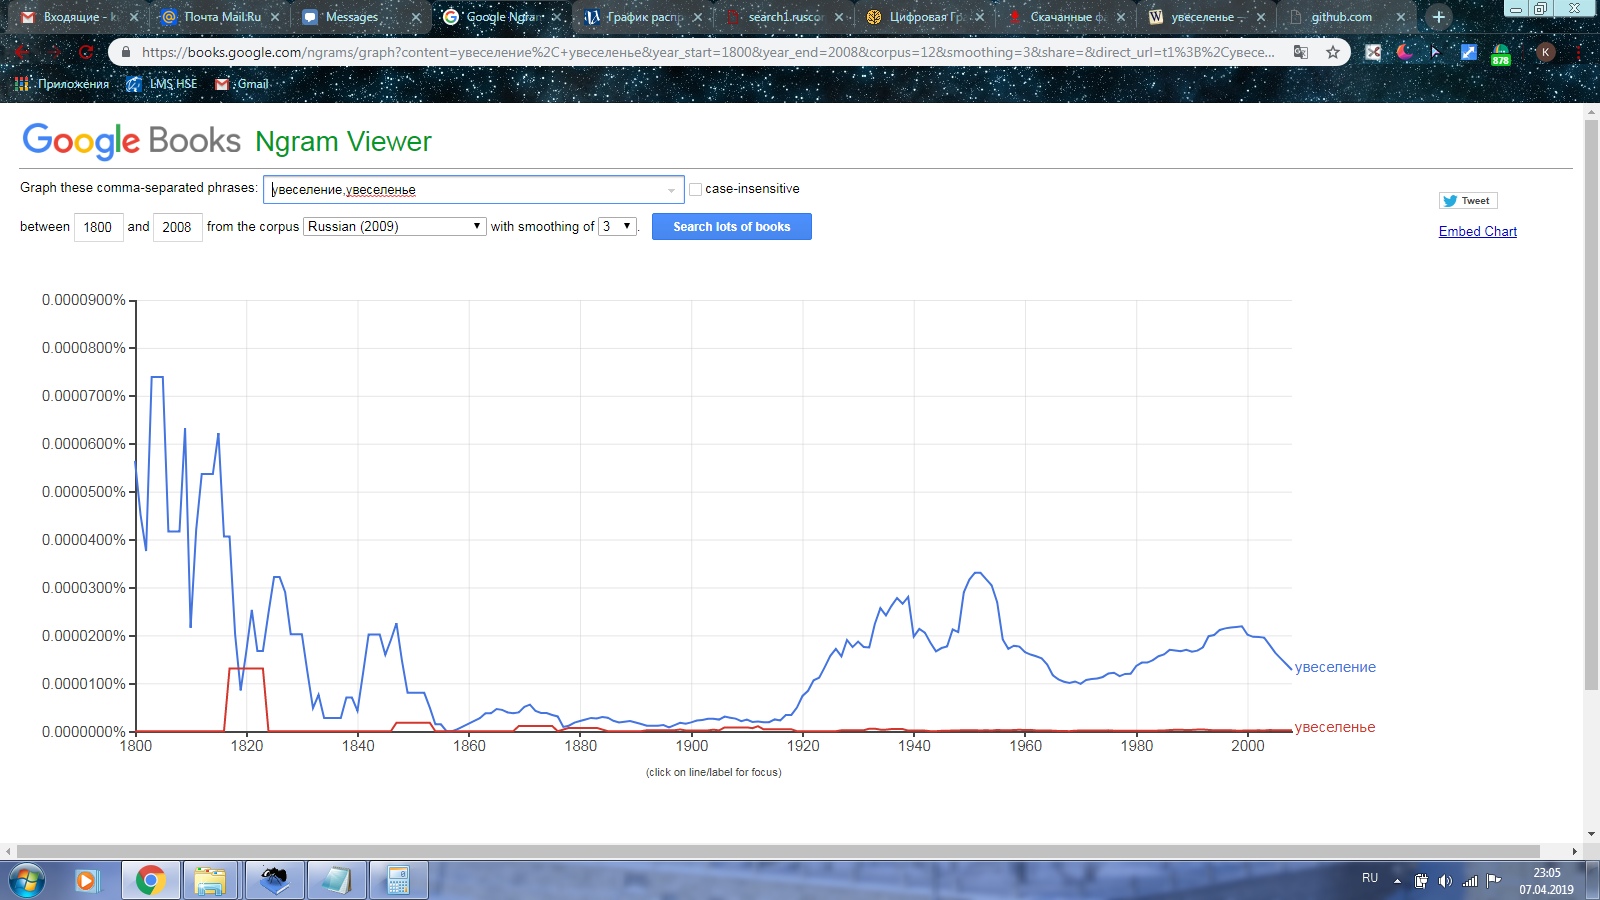 Входящие - k
Почта Mail.Ru
Messages
Google Ngram
График распр
search1.ruscor
Цифровая Гр
Скачанные ф
увеселенье –
github.com
https://books.google.com/ngrams/graph?content=увеселение%2C+увеселенье&year_start=1800&year_end=2008&corpus=12&smoothing=3&share=&direct_url=t1%3B%2Cувесе...
878
K
Приложения
LMS HSE
Gmail
Google Books Ngram Viewer
Graph these comma-separated phrases: увеселение,увеселенье case-insensitive
between 1800 and 2008 from the corpus Russian (2009) with smoothing of 3 . Search lots of books
Tweet
Embed Chart
0.0000900%
0.0000800%
0.0000700%
0.0000600%
0.0000500%
0.0000400%
0.0000300%
0.0000200%
0.0000100%
0.0000000%
увеселение
увеселенье
1800 1820 1840 1860 1880 1900 1920 1940 1960 1980 2000
(click on line/label for focus)
RU
23:05
07.04.2019